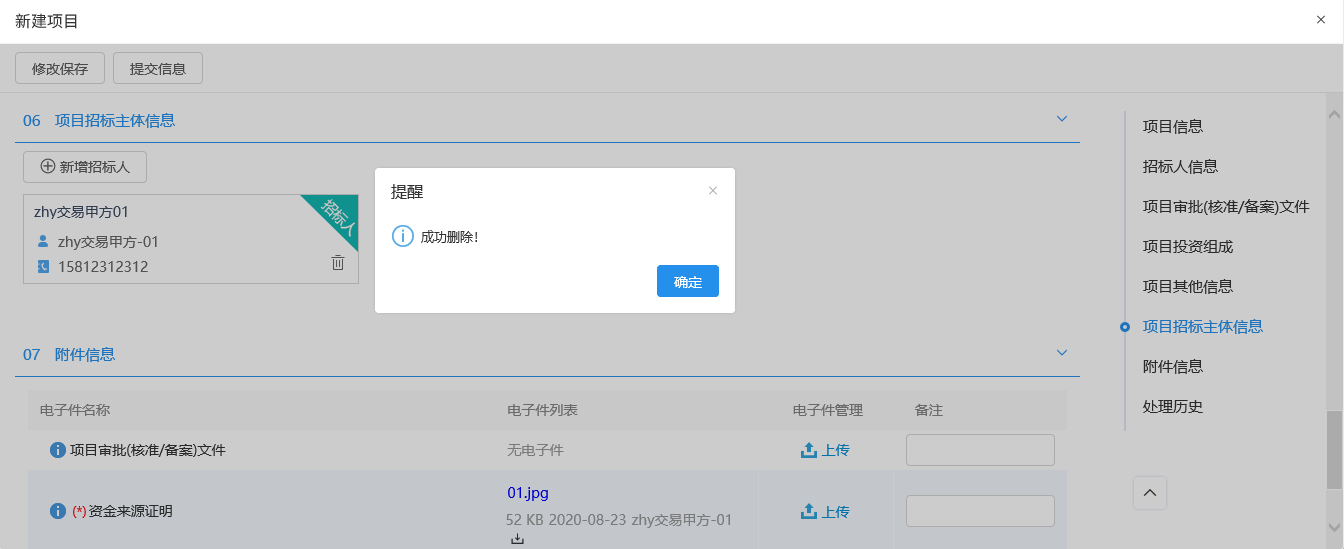 新建项目
修改保存
提交信息
06 项目招标主体信息
新增招标人
zhy交易甲方01
招标人
zhy交易甲方-01
15812312312
提醒
成功删除!
确定
07 附件信息
电子件名称 电子件列表 电子件管理 备注
项目审批(核准/备案)文件 无电子件 上传
(*)资金来源证明 01.jpg 上传
52 KB 2020-08-23 zhy交易甲方-01
项目信息
招标人信息
项目审批(核准/备案)文件
项目投资组成
项目其他信息
项目招标主体信息
附件信息
处理历史